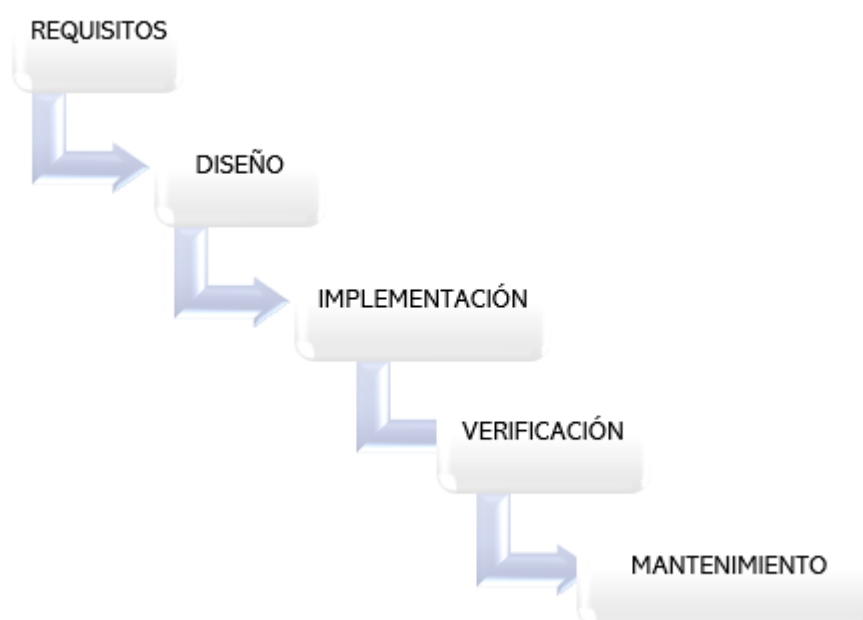 REQUISITOS
DISEÑO
IMPLEMENTACIÓN
VERIFICACIÓN
MANTENIMIENTO